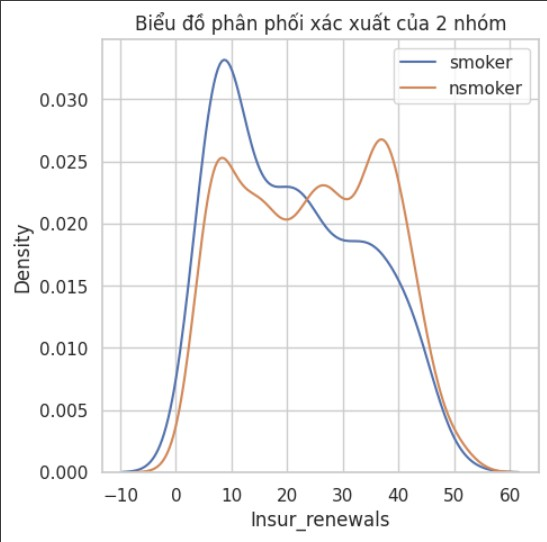 Biểu đồ phân phối xác xuất của 2 nhóm
smoker
nsmoker
0.030
0.025
0.020
0.015
0.010
0.005
0.000
Density
−10 0 10 20 30 40 50 60
Insur_renewals